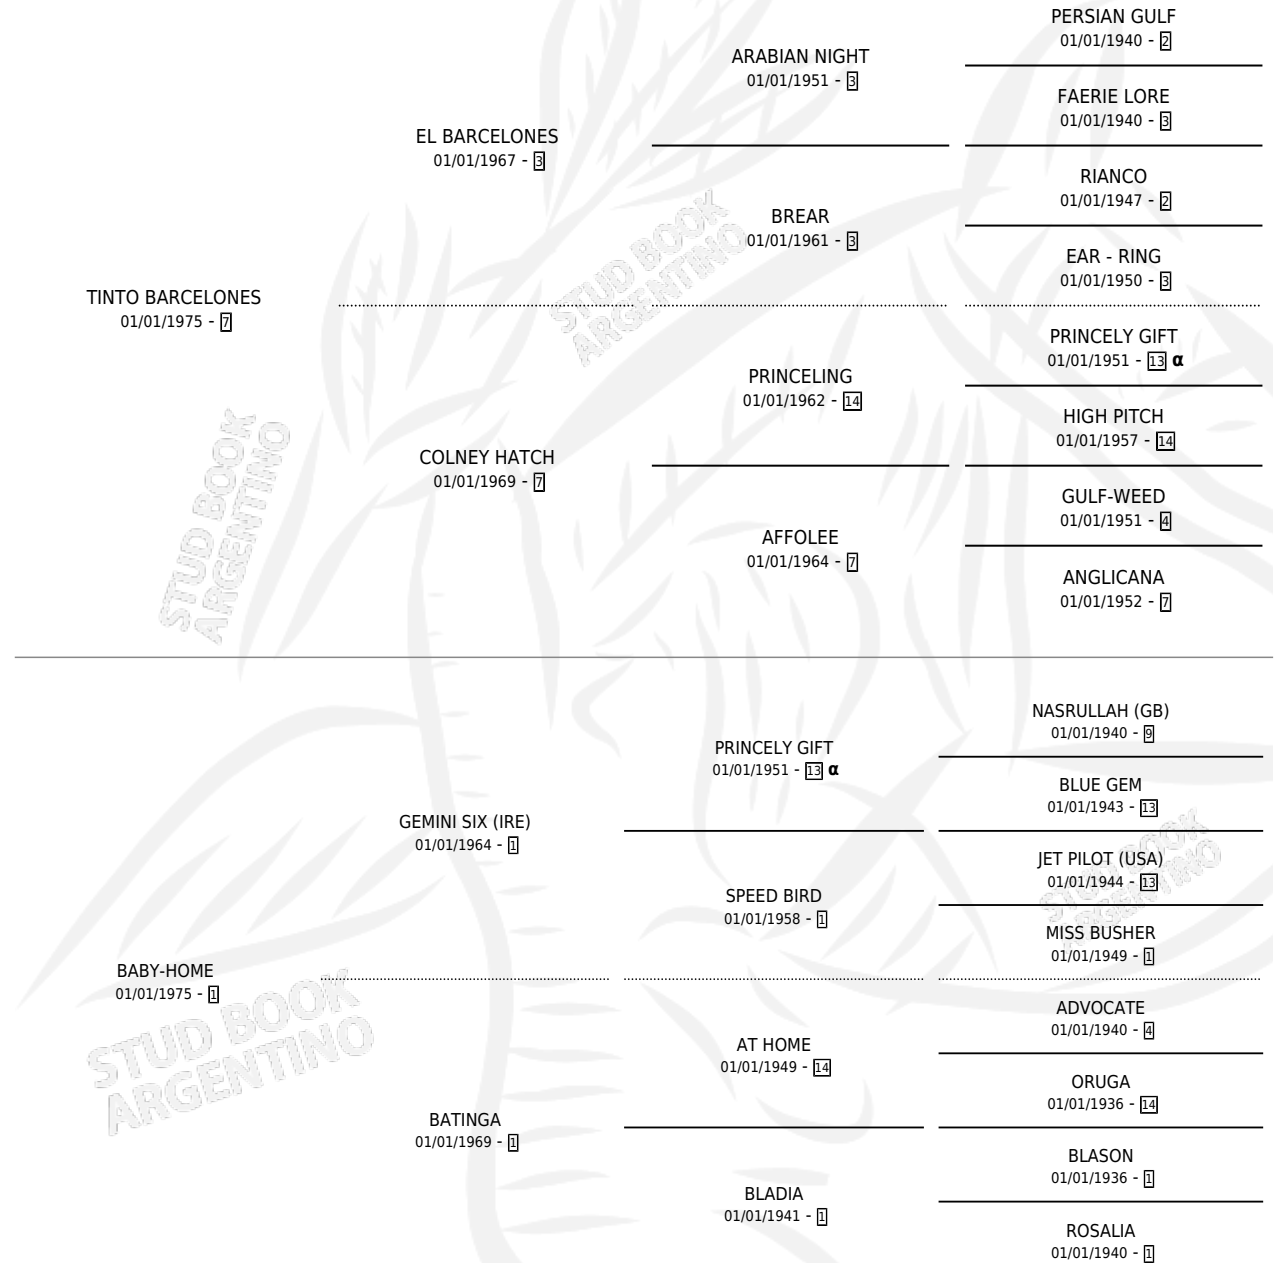 PERSIAN GULF
01/01/1940 - 2
ARABIAN NIGHT
01/01/1951 - 3
FAERIE LORE
01/01/1940 - 3
EL BARCELONES
01/01/1967 - 3
RIANCO
01/01/1947 - 2
BREAR
01/01/1961 - 3
EAR - RING
01/01/1950 - 3
TINTO BARCELONES
01/01/1975 - 7
PRINCELY GIFT
01/01/1951 - 13 α
PRINCELING
01/01/1962 - 14
HIGH PITCH
01/01/1957 - 14
COLNEY HATCH
01/01/1969 - 7
GULF-WEED
01/01/1951 - 4
AFFOLEE
01/01/1964 - 7
ANGLICANA
01/01/1952 - 7
NASRULLAH (GB)
01/01/1940 - 9
PRINCELY GIFT
01/01/1951 - 13 α
BLUE GEM
01/01/1943 - 13
GEMINI SIX (IRE)
01/01/1964 - 1
JET PILOT (USA)
01/01/1944 - 13
SPEED BIRD
01/01/1958 - 1
MISS BUSHER
01/01/1949 - 1
BABY-HOME
01/01/1975 - 1
ADVOCATE
01/01/1940 - 4
AT HOME
01/01/1949 - 14
ORUGA
01/01/1936 - 14
BATINGA
01/01/1969 - 1
BLASON
01/01/1936 - 1
BLADIA
01/01/1941 - 1
ROSALIA
01/01/1940 - 1
STUD BOOK
ARGENTINO
STUD BOOK
ARGENTINO
STUD BOOK
ARGENTINO
STUD BOOK
ARGENTINO